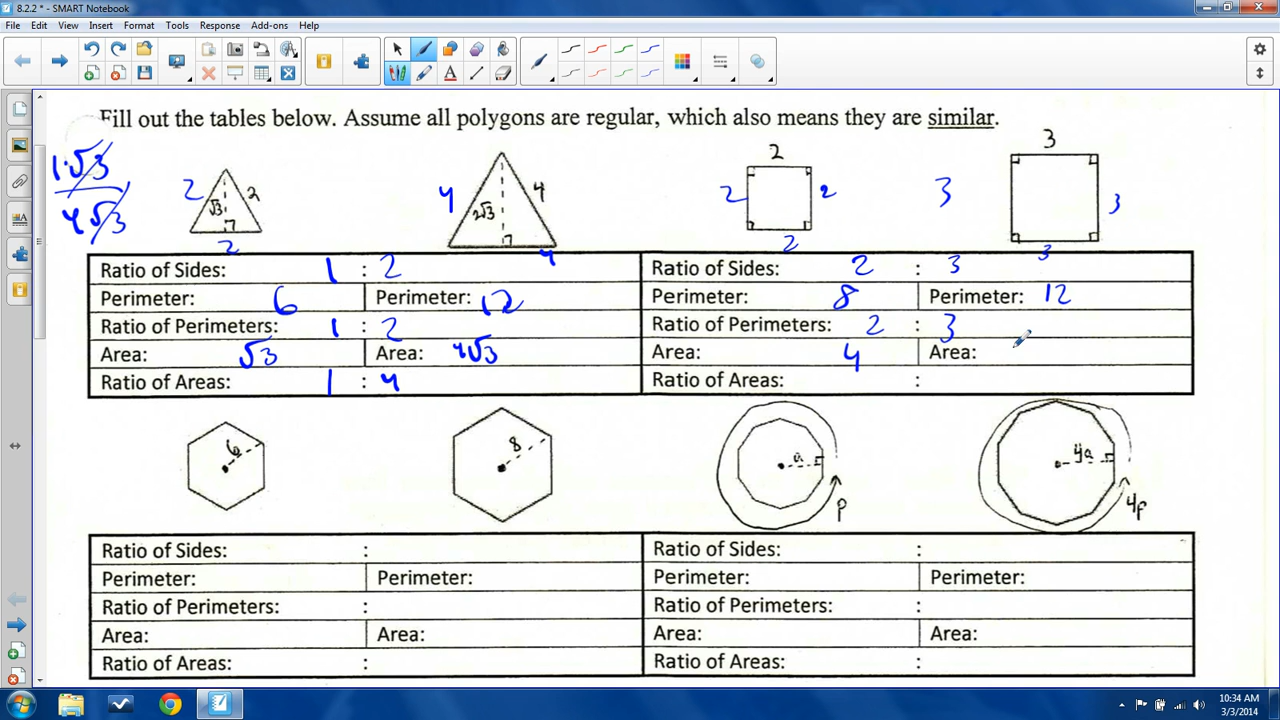 8.2.2 * - SMART Notebook
File Edit View Insert Format Tools Response Add-ons Help
Fill out the tables below. Assume all polygons are regular, which also means they are similar.
1·√3
4√3
2 √3 2 2
4 2√3 4 4
2 2 2 2
3 3 3 3
Ratio of Sides: 1 : 2
Perimeter: 6 Perimeter: 12
Ratio of Perimeters: 1 : 2
Area: √3 Area: 4√3
Ratio of Areas: 1 : 4
Ratio of Sides: 2 : 3
Perimeter: 8 Perimeter: 12
Ratio of Perimeters: 2 : 3
Area: 4 Area:
Ratio of Areas: :
6
8
a p
4a 4p
Ratio of Sides: :
Perimeter: Perimeter:
Ratio of Perimeters: :
Area: Area:
Ratio of Areas: :
Ratio of Sides: :
Perimeter: Perimeter:
Ratio of Perimeters: :
Area: Area:
Ratio of Areas: :
10:34 AM
3/3/2014